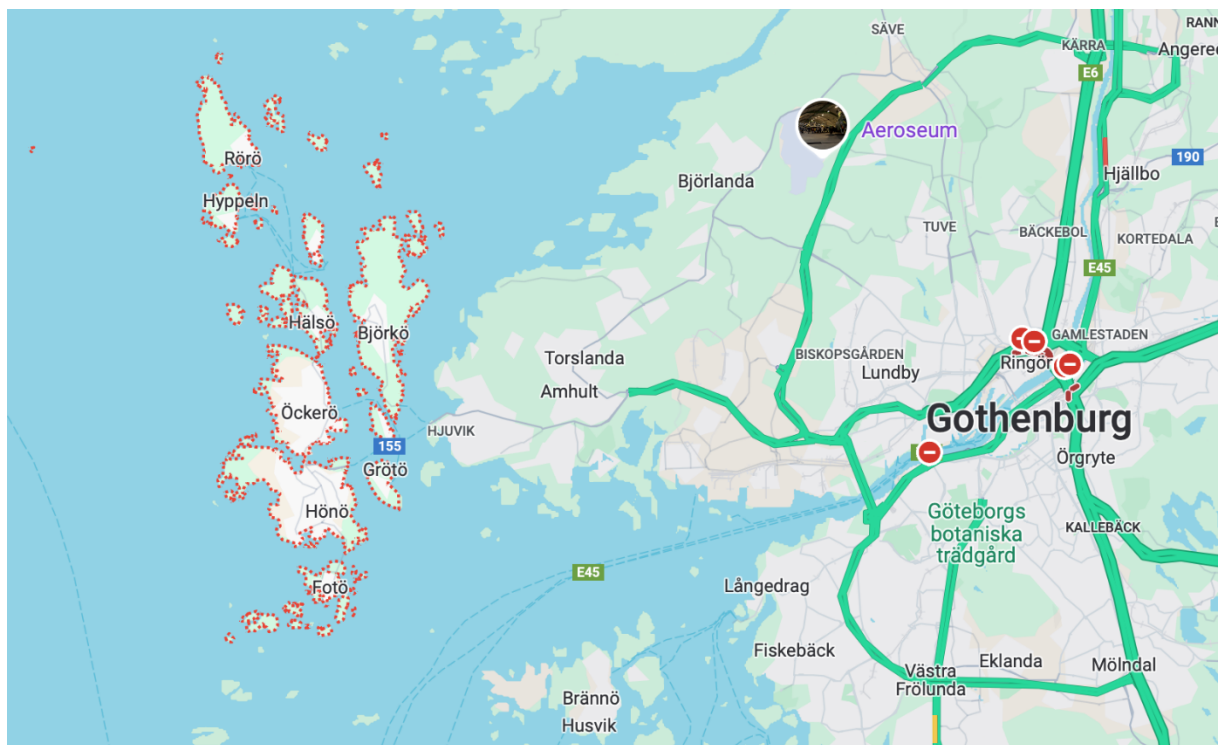 SÄVE
RANN
KÄRRA
Angered
E6
Aeroseum
Rörö
190
Hjällbo
Björlanda
Hyppeln
TUVE
BÄCKEBOL
KORTEDALA
E45
Hälsö
Björkö
GAMLESTADEN
Torslanda
BISKOPSGÅRDEN
Lundby
Ringön
Amhult
Öckerö
Gothenburg
HJUVIK
155
Örgryte
Grötö
Hönö
Göteborgs
botaniska
trädgård
KALLEBÄCK
E45
Fotö
Långedrag
Fiskebäck
Eklanda
Mölndal
Västra
Frölunda
Brännö
Husvik